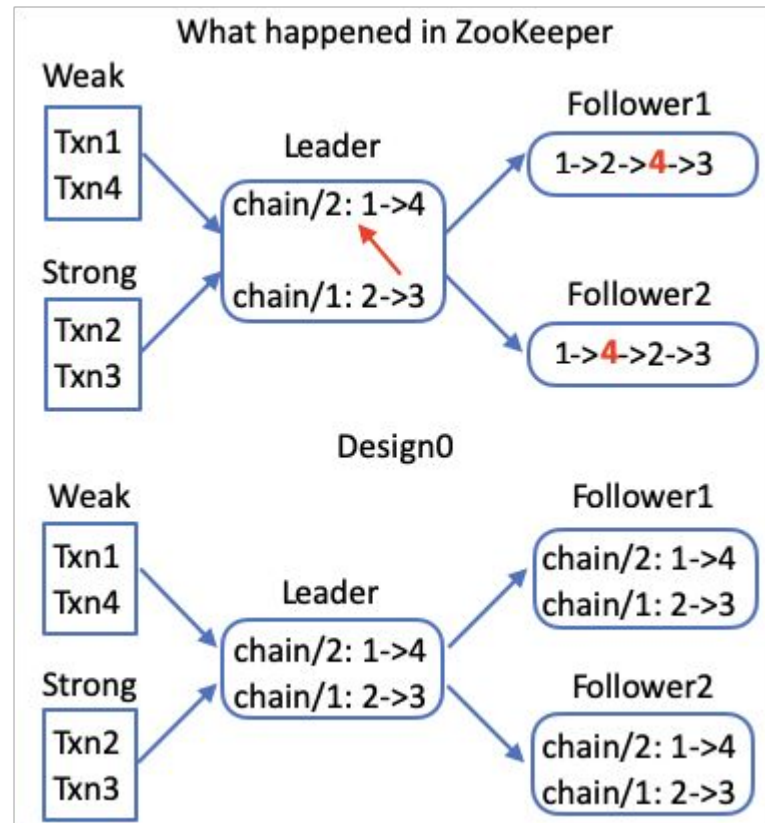 What happened in ZooKeeper
Weak
Txn1
Txn4
Strong
Txn2
Txn3
Leader
chain/2: 1->4
chain/1: 2->3
Follower1
1->2->4->3
Follower2
1->4->2->3
Design0
Weak
Txn1
Txn4
Strong
Txn2
Txn3
Leader
chain/2: 1->4
chain/1: 2->3
Follower1
chain/2: 1->4
chain/1: 2->3
Follower2
chain/2: 1->4
chain/1: 2->3